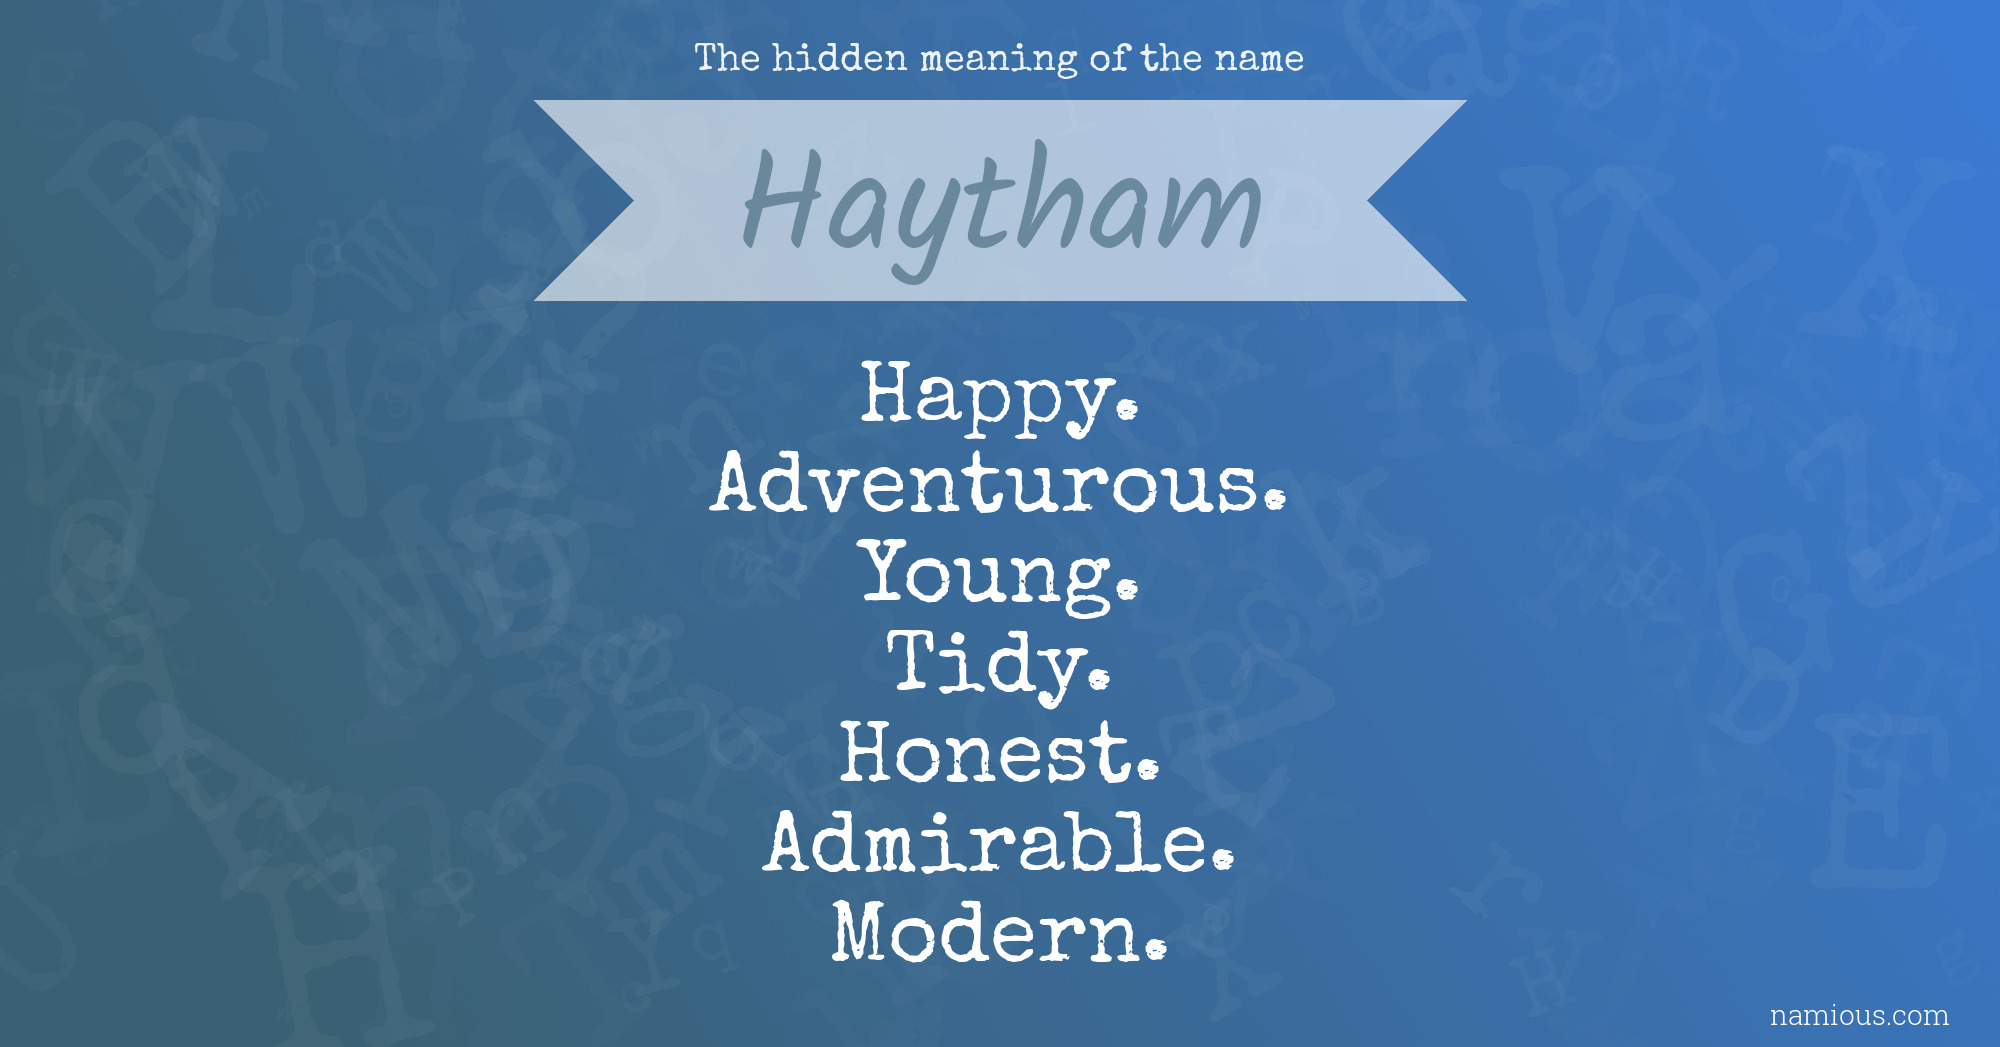 The hidden meaning of the name
Haytham
Happy.
Adventurous.
Young.
Tidy.
Honest.
Admirable.
Modern.
namious.com